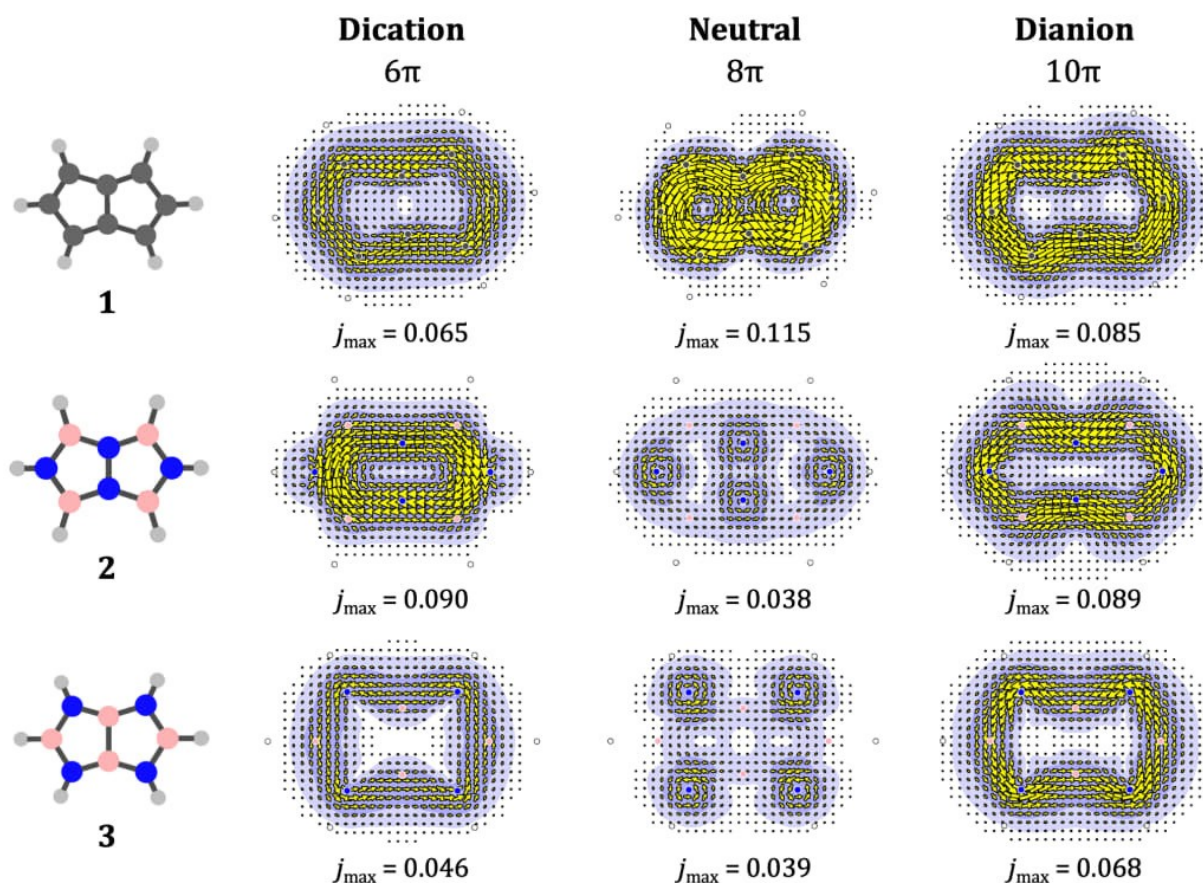 Dication Neutral Dianion
6π 8π 10π
1
jmax = 0.065 jmax = 0.115 jmax = 0.085
2
jmax = 0.090 jmax = 0.038 jmax = 0.089
3
jmax = 0.046 jmax = 0.039 jmax = 0.068